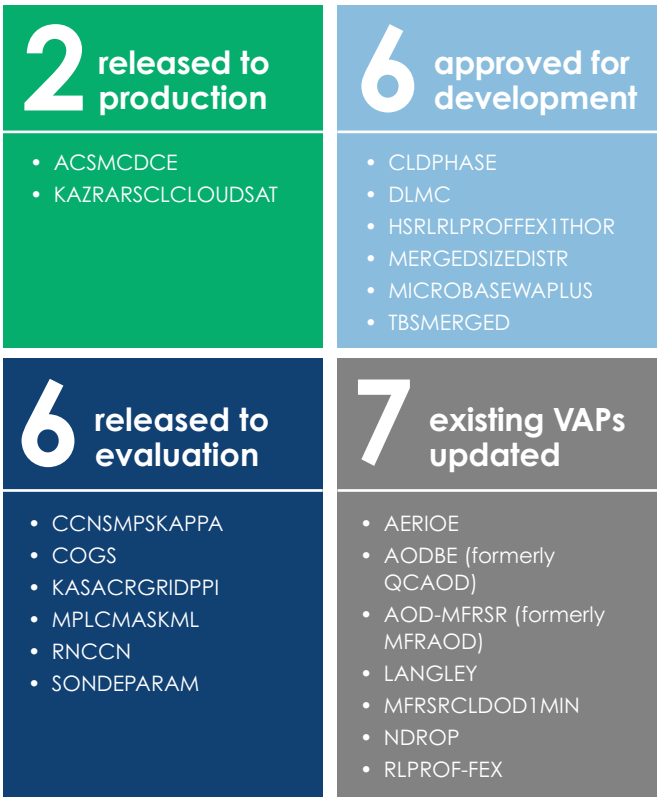 2 released to
production
• ACSMCDCE
• KAZRARSCLCLOUDSAT
6 approved for
development
• CLDPHASE
• DLMC
• HSRLRLPROFFEX1THOR
• MERGEDSIZEDISTR
• MICROBASEWAPLUS
• TBSMERGED
6 released to
evaluation
• CCNSMPSKAPPA
• COGS
• KASACRGRIDPPI
• MPLCMASKML
• RNCCN
• SONDEPARAM
7 existing VAPs
updated
• AERIOE
• AODBE (formerly
QCAOD)
• AOD-MFRSR (formerly
MFRAOD)
• LANGLEY
• MFRSRCLDOD1MIN
• NDROP
• RLPROF-FEX